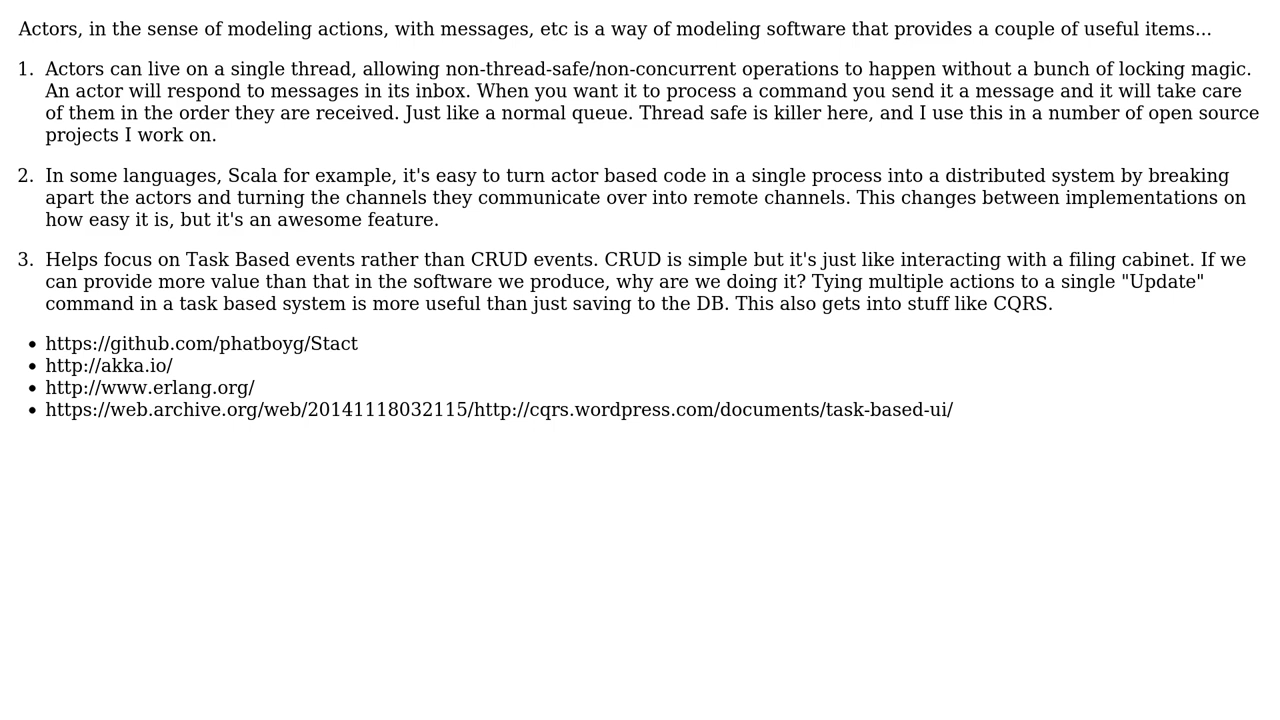 Actors, in the sense of modeling actions, with messages, etc is a way of modeling software that provides a couple of useful items...
1. Actors can live on a single thread, allowing non-thread-safe/non-concurrent operations to happen without a bunch of locking magic.
An actor will respond to messages in its inbox. When you want it to process a command you send it a message and it will take care
of them in the order they are received. Just like a normal queue. Thread safe is killer here, and I use this in a number of open source
projects I work on.
2. In some languages, Scala for example, it's easy to turn actor based code in a single process into a distributed system by breaking
apart the actors and turning the channels they communicate over into remote channels. This changes between implementations on
how easy it is, but it's an awesome feature.
3. Helps focus on Task Based events rather than CRUD events. CRUD is simple but it's just like interacting with a filing cabinet. If we
can provide more value than that in the software we produce, why are we doing it? Tying multiple actions to a single "Update"
command in a task based system is more useful than just saving to the DB. This also gets into stuff like CQRS.
• https://github.com/phatboyg/Stact
• http://akka.io/
• http://www.erlang.org/
• https://web.archive.org/web/20141118032115/http://cqrs.wordpress.com/documents/task-based-ui/